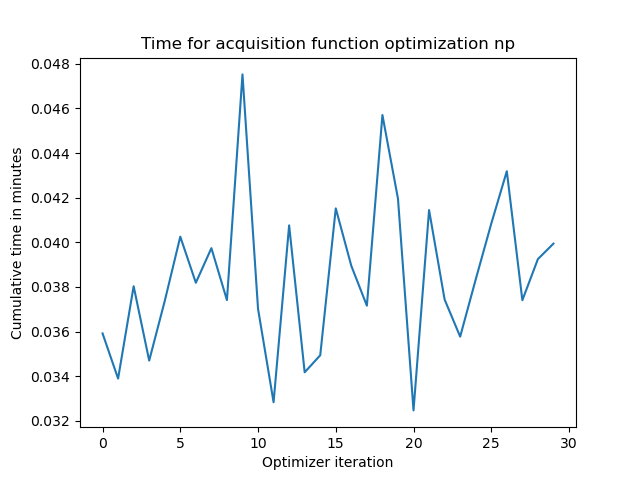 Time for acquisition function optimization np
0.048
0.046
0.044
0.042
0.040
0.038
0.036
0.034
0.032
Cumulative time in minutes
0 5 10 15 20 25 30
Optimizer iteration